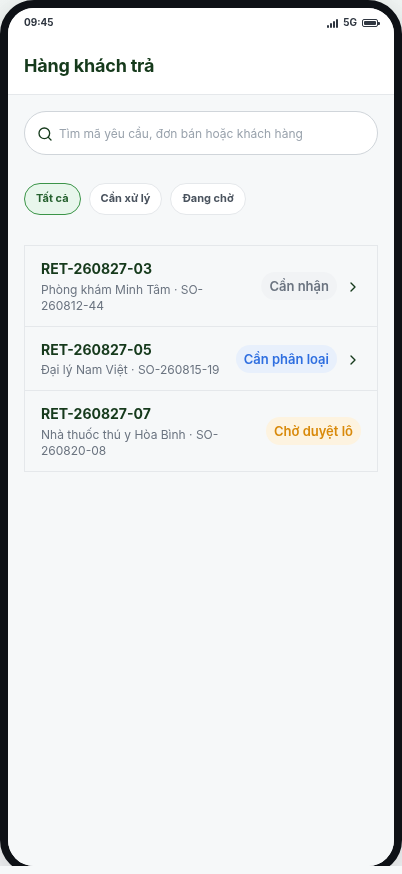 09:45
5G
Hàng khách trả
Tìm mã yêu cầu, đơn bán hoặc khách hàng
Tất cả
Cần xử lý
Đang chờ
RET-260827-03
Phòng khám Minh Tâm · SO-
260812-44
Cần nhận
RET-260827-05
Đại lý Nam Việt · SO-260815-19
Cần phân loại
RET-260827-07
Nhà thuốc thú y Hòa Bình · SO-
260820-08
Chờ duyệt lô